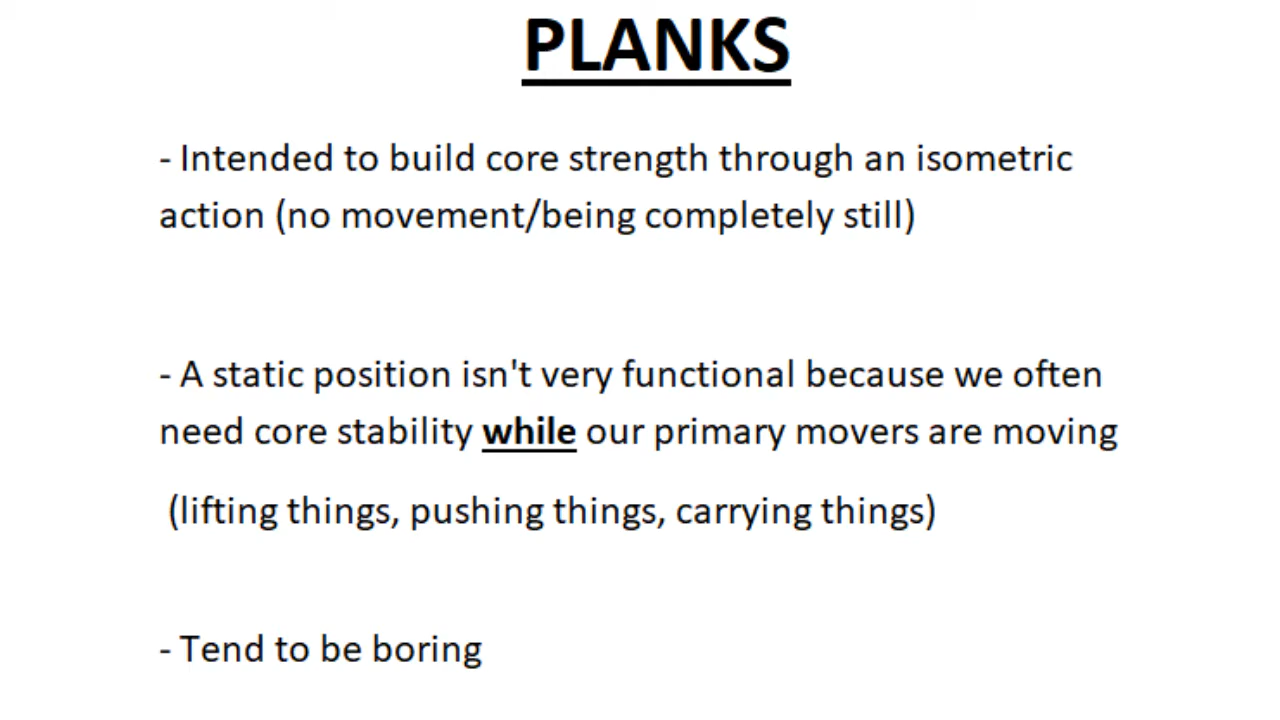 PLANKS
- Intended to build core strength through an isometric
action (no movement/being completely still)
- A static position isn't very functional because we often
need core stability while our primary movers are moving
(lifting things, pushing things, carrying things)
- Tend to be boring